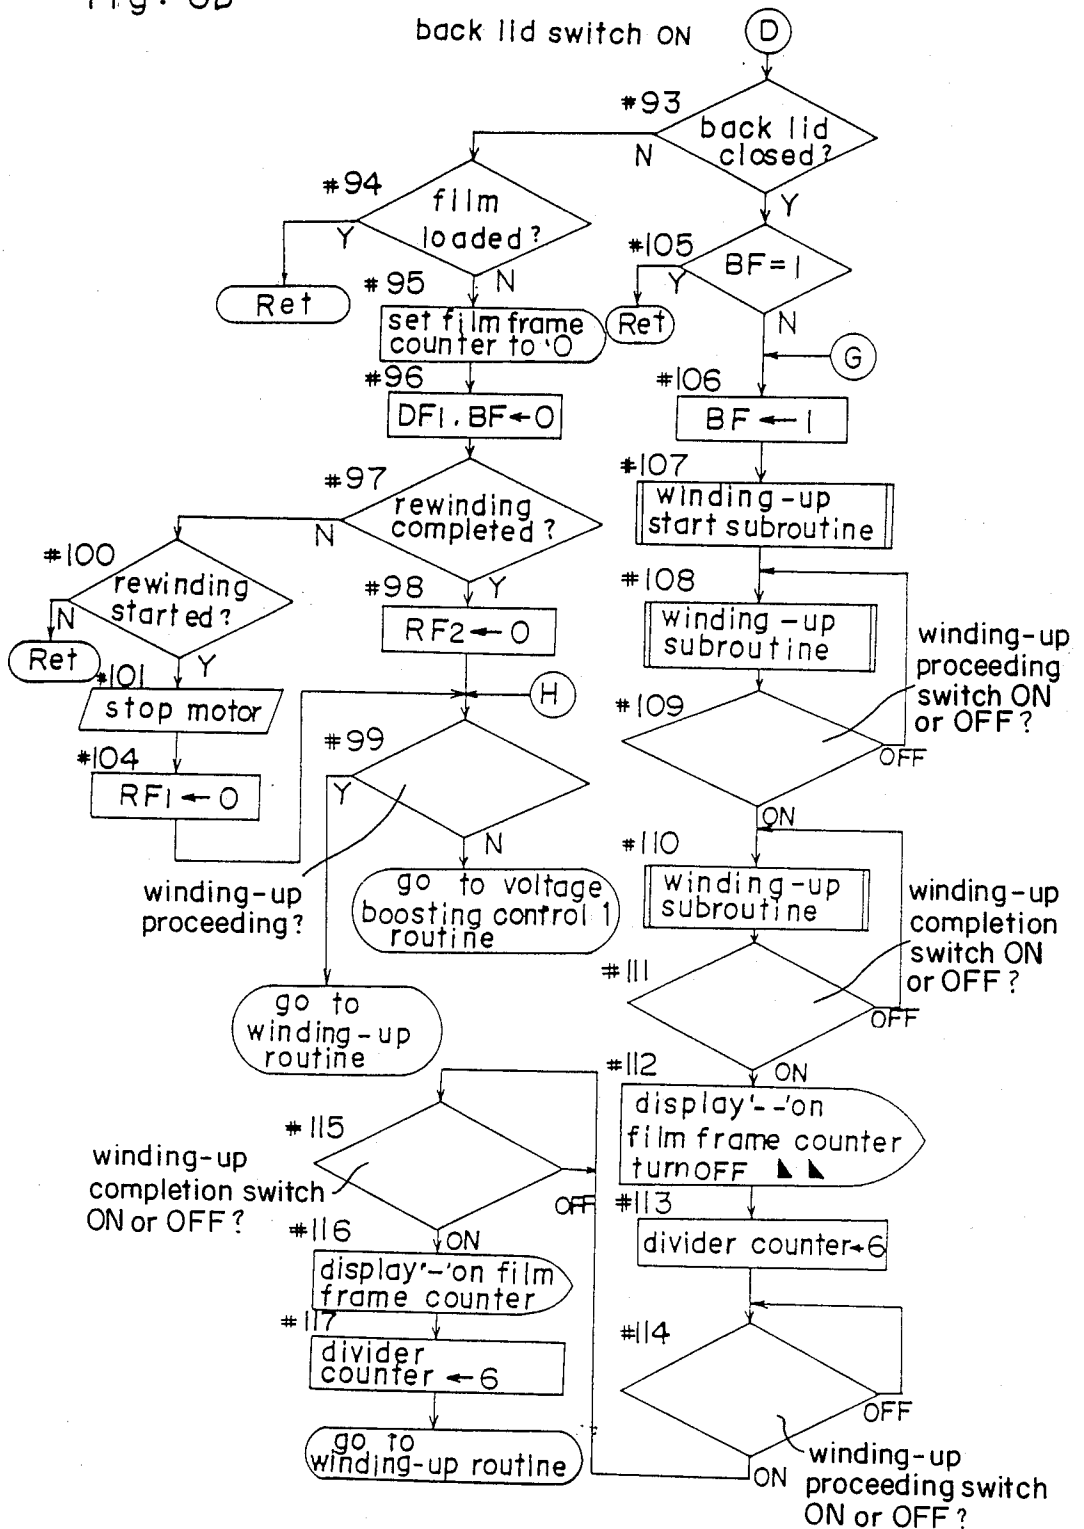 Fig. 8B
back lid switch ON
D
#93
back lid
closed?
N
Y
#94
film
loaded?
Y
N
Ret
#105
BF=1
Y
N
Ret
#95
set film frame
counter to '0
G
#96
DF1.BF←0
#106
BF ← 1
#97
rewinding
completed?
N
Y
#107
winding-up
start subroutine
#100
rewinding
started?
N
Y
Ret
#98
RF2 ← 0
#108
winding-up
subroutine
winding-up
proceeding
switch ON
or OFF?
#101
stop motor
H
#109
OFF
ON
#99
Y
N
#104
RF1 ← 0
winding-up
proceeding?
go to voltage
boosting control 1
routine
#110
winding-up
subroutine
winding-up
completion
switch ON
or OFF?
#111
OFF
ON
go to
winding-up
routine
#112
display'--'on
film frame counter
turn OFF
#115
winding-up
completion switch
ON or OFF?
OFF
ON
#113
divider counter←6
#116
display'-'on film
frame counter
#117
divider
counter ← 6
#114
OFF
ON
winding-up
proceeding switch
ON or OFF?
go to
winding-up routine